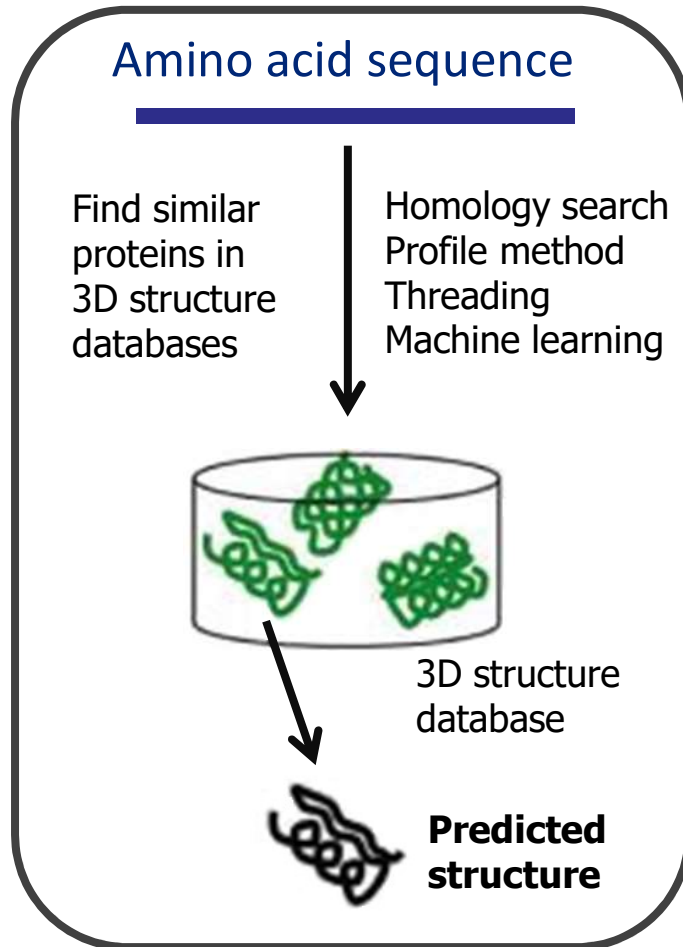 Amino acid sequence
Find similar
proteins in
3D structure
databases
Homology search
Profile method
Threading
Machine learning
3D structure
database
Predicted
structure